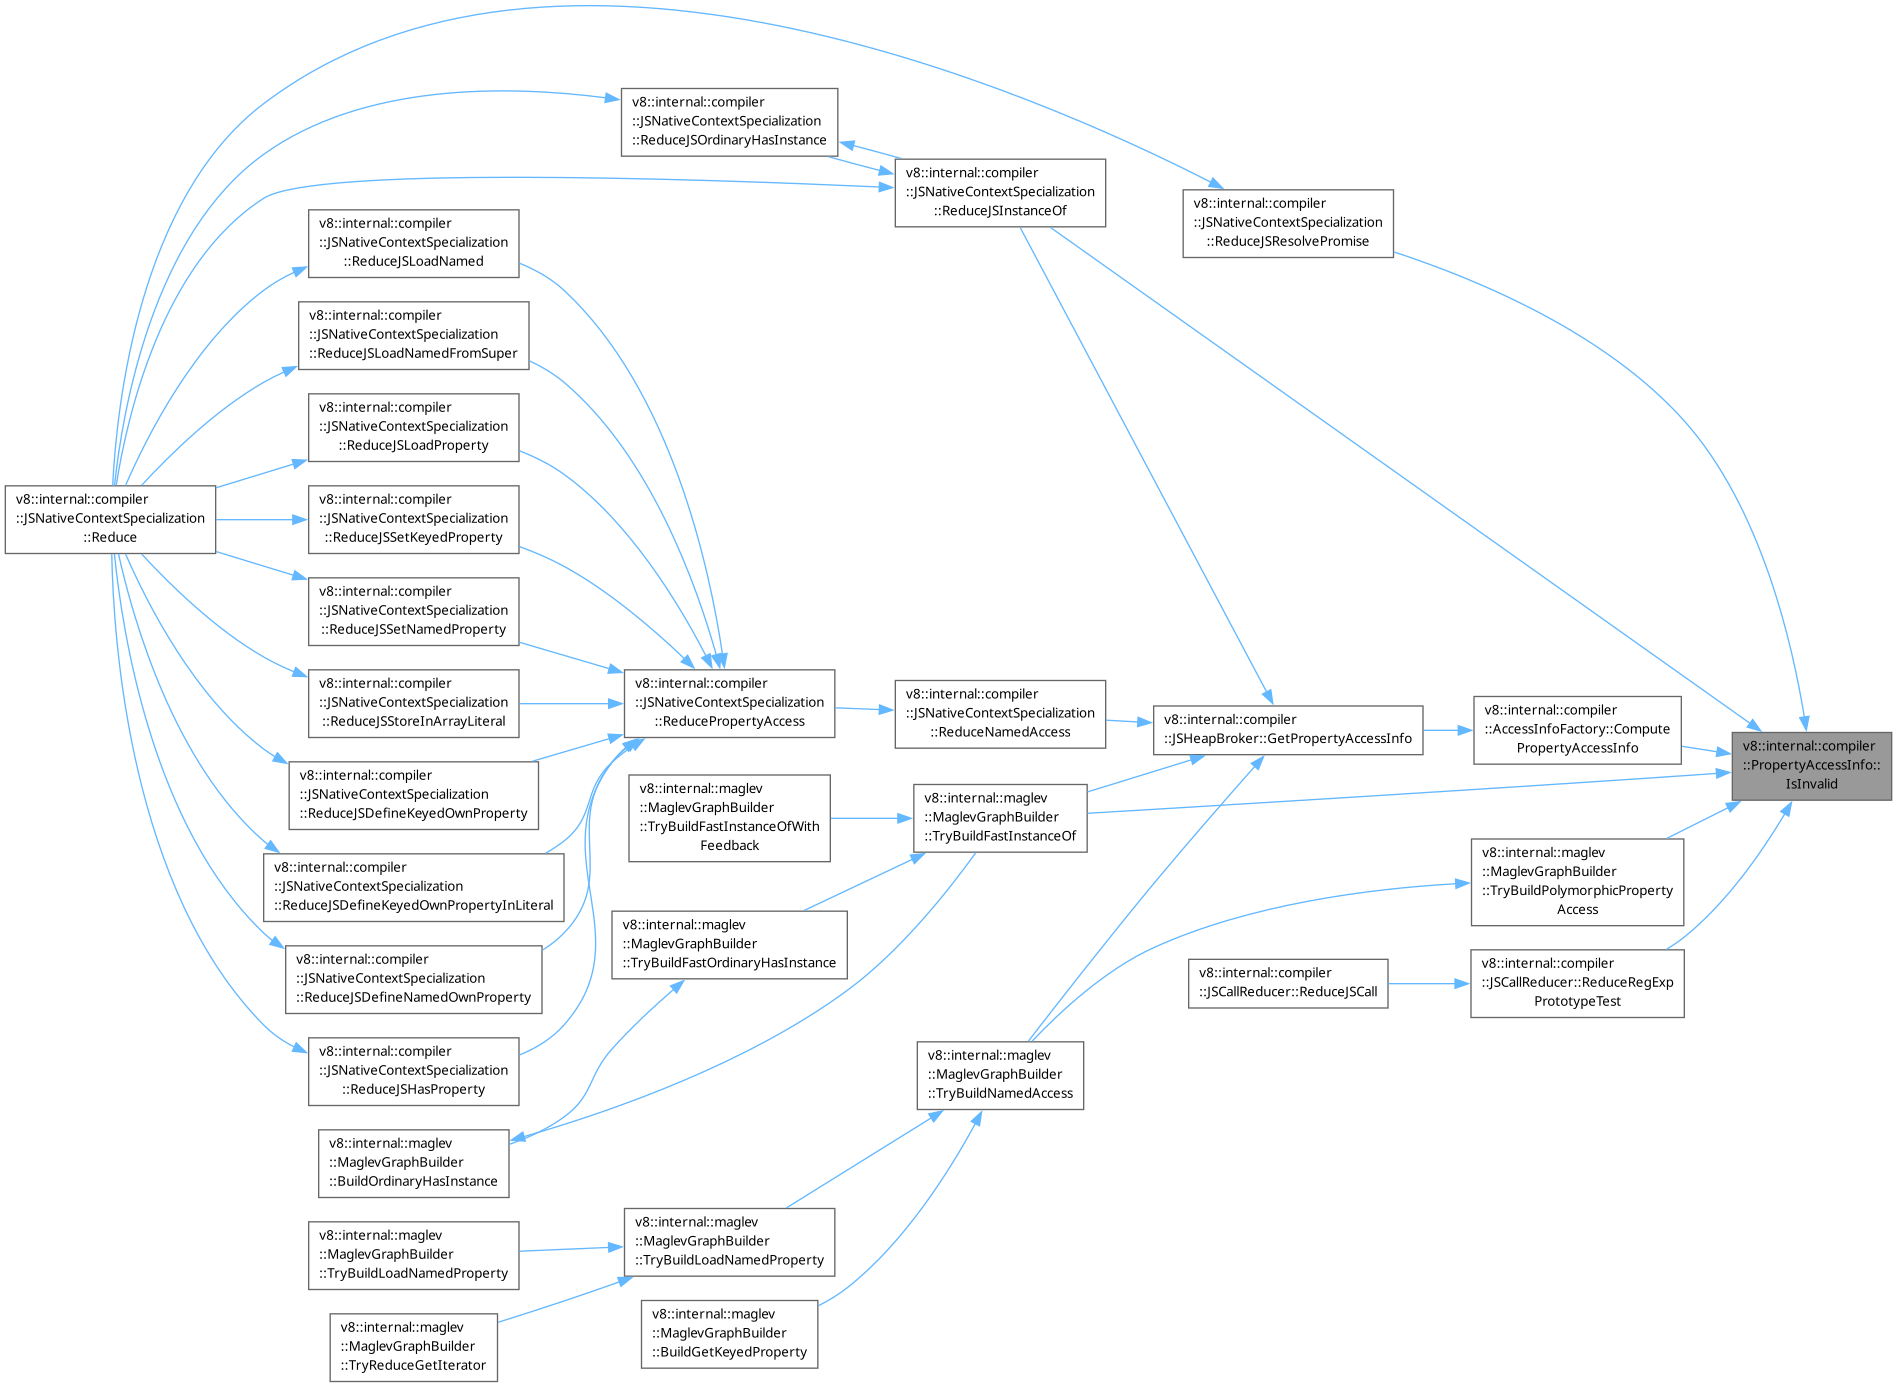 v8::internal::compiler
::JSNativeContextSpecialization
::ReduceJSOrdinaryHasInstance
v8::internal::compiler
::JSNativeContextSpecialization
::ReduceJSInstanceOf
v8::internal::compiler
::JSNativeContextSpecialization
::ReduceJSResolvePromise
v8::internal::compiler
::JSNativeContextSpecialization
::ReduceJSLoadNamed
v8::internal::compiler
::JSNativeContextSpecialization
::ReduceJSLoadNamedFromSuper
v8::internal::compiler
::JSNativeContextSpecialization
::ReduceJSLoadProperty
v8::internal::compiler
::JSNativeContextSpecialization
::Reduce
v8::internal::compiler
::JSNativeContextSpecialization
::ReduceJSSetKeyedProperty
v8::internal::compiler
::JSNativeContextSpecialization
::ReduceJSSetNamedProperty
v8::internal::compiler
::JSNativeContextSpecialization
::ReduceJSStoreInArrayLiteral
v8::internal::compiler
::JSNativeContextSpecialization
::ReducePropertyAccess
v8::internal::compiler
::JSNativeContextSpecialization
::ReduceNamedAccess
v8::internal::compiler
::JSHeapBroker::GetPropertyAccessInfo
v8::internal::compiler
::AccessInfoFactory::Compute
PropertyAccessInfo
v8::internal::compiler
::PropertyAccessInfo::
IsInvalid
v8::internal::compiler
::JSNativeContextSpecialization
::ReduceJSDefineKeyedOwnProperty
v8::internal::maglev
::MaglevGraphBuilder
::TryBuildFastInstanceOfWith
Feedback
v8::internal::maglev
::MaglevGraphBuilder
::TryBuildFastInstanceOf
v8::internal::compiler
::JSNativeContextSpecialization
::ReduceJSDefineKeyedOwnPropertyInLiteral
v8::internal::maglev
::MaglevGraphBuilder
::TryBuildPolymorphicProperty
Access
v8::internal::maglev
::MaglevGraphBuilder
::TryBuildFastOrdinaryHasInstance
v8::internal::compiler
::JSNativeContextSpecialization
::ReduceJSDefineNamedOwnProperty
v8::internal::compiler
::JSCallReducer::ReduceJSCall
v8::internal::compiler
::JSCallReducer::ReduceRegExp
PrototypeTest
v8::internal::compiler
::JSNativeContextSpecialization
::ReduceJSHasProperty
v8::internal::maglev
::MaglevGraphBuilder
::TryBuildNamedAccess
v8::internal::maglev
::MaglevGraphBuilder
::BuildOrdinaryHasInstance
v8::internal::maglev
::MaglevGraphBuilder
::TryBuildLoadNamedProperty
v8::internal::maglev
::MaglevGraphBuilder
::TryBuildLoadNamedProperty
v8::internal::maglev
::MaglevGraphBuilder
::TryReduceGetIterator
v8::internal::maglev
::MaglevGraphBuilder
::BuildGetKeyedProperty